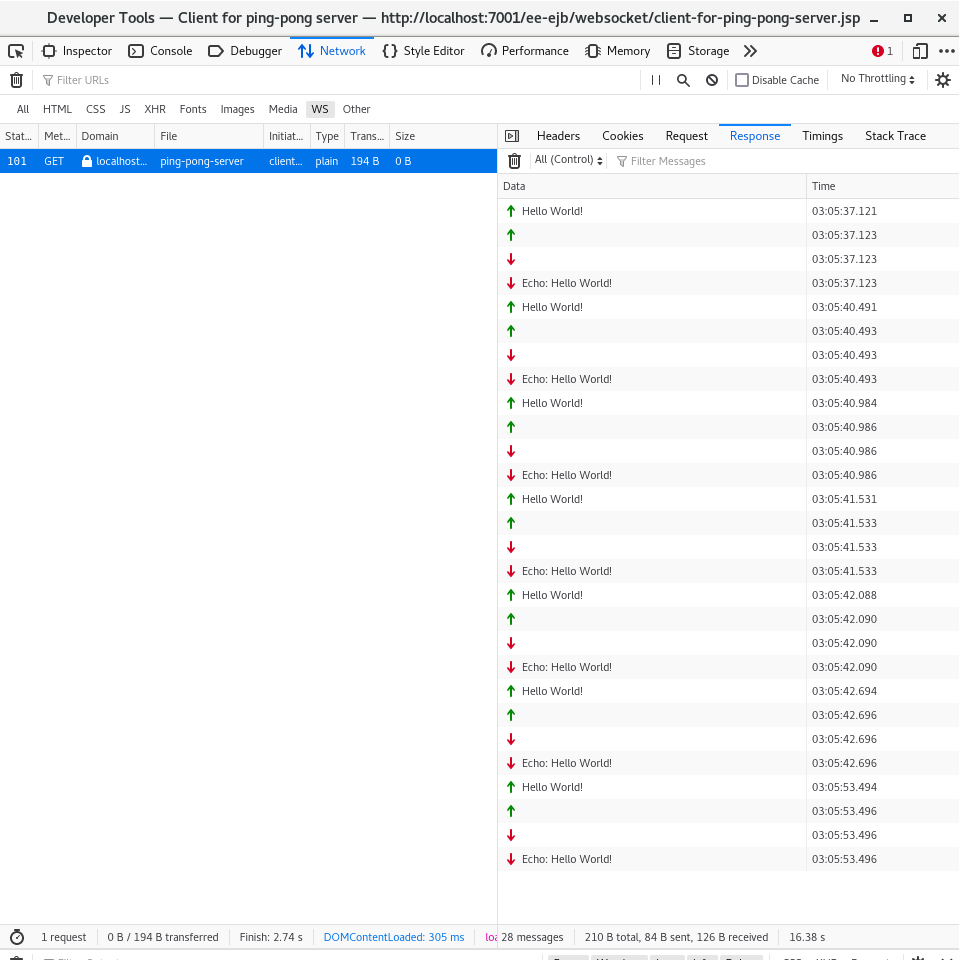 Developer Tools — Client for ping-pong server — http://localhost:7001/ee-ejb/websocket/client-for-ping-pong-server.jsp
Inspector Console Debugger Network Style Editor Performance Memory Storage 1
Filter URLs Disable Cache No Throttling
All HTML CSS JS XHR Fonts Images Media WS Other
Stat… Met… Domain File Initiat… Type Trans… Size
101 GET localhost… ping-pong-server client… plain 194 B 0 B
Headers Cookies Request Response Timings Stack Trace
All (Control) Filter Messages
Data Time
Hello World! 03:05:37.121
03:05:37.123
03:05:37.123
Echo: Hello World! 03:05:37.123
Hello World! 03:05:40.491
03:05:40.493
03:05:40.493
Echo: Hello World! 03:05:40.493
Hello World! 03:05:40.984
03:05:40.986
03:05:40.986
Echo: Hello World! 03:05:40.986
Hello World! 03:05:41.531
03:05:41.533
03:05:41.533
Echo: Hello World! 03:05:41.533
Hello World! 03:05:42.088
03:05:42.090
03:05:42.090
Echo: Hello World! 03:05:42.090
Hello World! 03:05:42.694
03:05:42.696
03:05:42.696
Echo: Hello World! 03:05:42.696
Hello World! 03:05:53.494
03:05:53.496
03:05:53.496
Echo: Hello World! 03:05:53.496
1 request 0 B / 194 B transferred Finish: 2.74 s DOMContentLoaded: 305 ms 28 messages 210 B total, 84 B sent, 126 B received 16.38 s